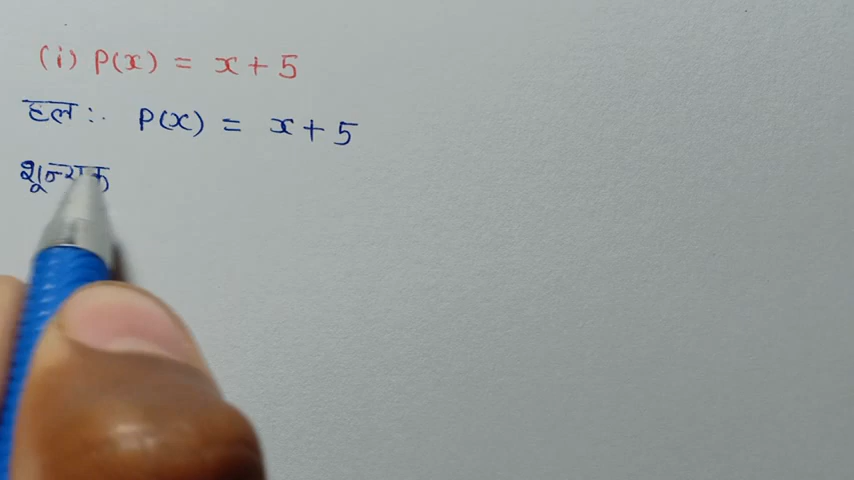 (i) P(x) = x + 5
हल :- P(x) = x + 5
शून्यक